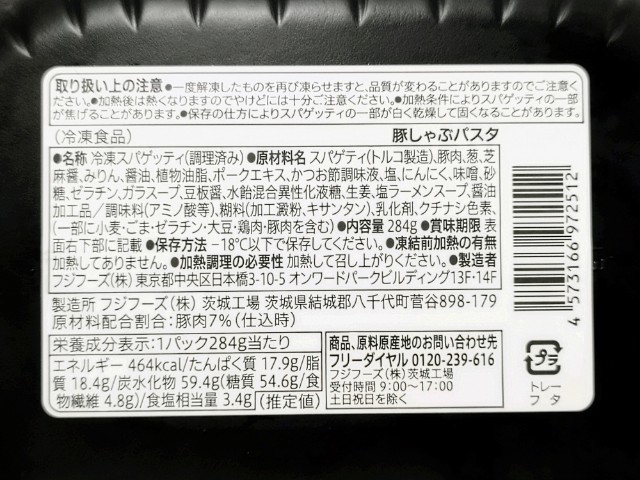 取り扱い上の注意 ●一度解凍したものを再び凍らせますと、品質が変わることがありますのでご注意く
ださい。●加熱後は熱くなりますのでやけどには十分ご注意ください。●加熱条件によりスパゲッティの一部
が焦げることがあります。●保存の仕方によりスパゲッティの一部が白く乾燥して固くなることがあります。
(冷凍食品) 豚しゃぶパスタ
●名称 冷凍スパゲッティ(調理済み) ●原材料名 スパゲティ(トルコ製造)、豚肉、葱、芝
麻醤、みりん、醤油、植物油脂、ポークエキス、かつお節調味液、塩、にんにく、味噌、砂
糖、ゼラチン、ガラスープ、豆板醤、水飴混合異性化液糖、生姜、塩ラーメンスープ、醤油
加工品/調味料(アミノ酸等)、糊料(加工澱粉、キサンタン)、乳化剤、クチナシ色素、
(一部に小麦・ごま・ゼラチン・大豆・鶏肉・豚肉を含む) ●内容量 284g ●賞味期限 表
面右下部に記載 ●保存方法 −18℃以下で保存してください。 ●凍結前加熱の有無
加熱してありません。 ●加熱調理の必要性 加熱して召し上がりください。 ●製造者
フジフーズ(株) 東京都中央区日本橋3-10-5 オンワードパークビルディング13F・14F
製造所 フジフーズ(株) 茨城工場 茨城県結城郡八千代町菅谷898-179
原材料配合割合:豚肉7%(仕込時)
栄養成分表示:1パック284g当たり
エネルギー 464kcal/たんぱく質 17.9g/脂
質 18.4g/炭水化物 59.4g(糖質 54.6g/食
物繊維 4.8g)/食塩相当量 3.4g (推定値)
商品、原料原産地のお問い合わせ先
フリーダイヤル 0120-239-616
フジフーズ(株)茨城工場
受付時間 9:00〜17:00
土日祝日を除く
4 573166 972512
プラ
トレー
フタ